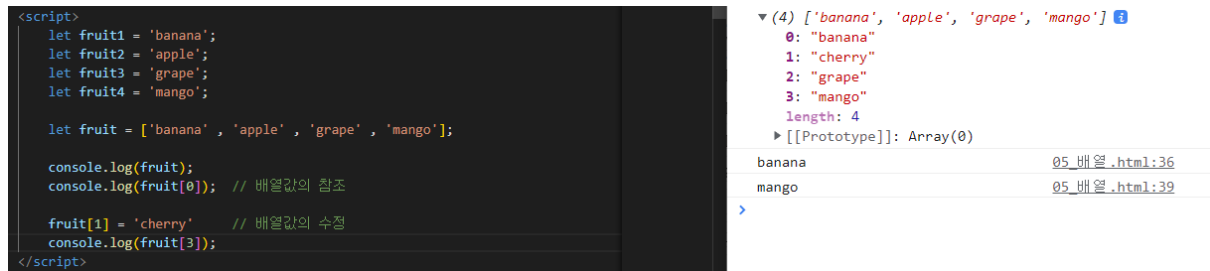 <script>
let fruit1 = 'banana';
let fruit2 = 'apple';
let fruit3 = 'grape';
let fruit4 = 'mango';
let fruit = ['banana' , 'apple' , 'grape' , 'mango'];
console.log(fruit);
console.log(fruit[0]);  // 배열값의 참조
fruit[1] = 'cherry'     // 배열값의 수정
console.log(fruit[3]);
</script>
▼(4) ['banana', 'apple', 'grape', 'mango'] i
0: "banana"
1: "cherry"
2: "grape"
3: "mango"
length: 4
▶[[Prototype]]: Array(0)
banana 05_배열.html:36
mango 05_배열.html:39
>